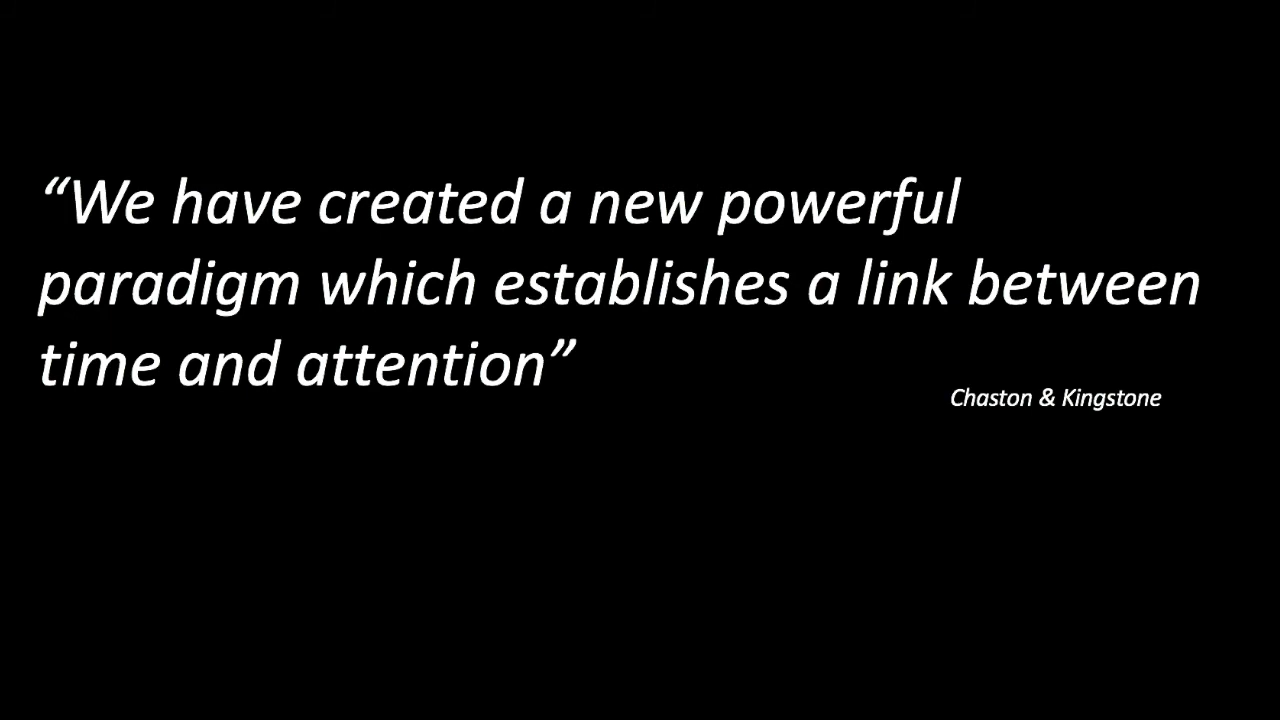 “We have created a new powerful
paradigm which establishes a link between
time and attention”
Chaston & Kingstone